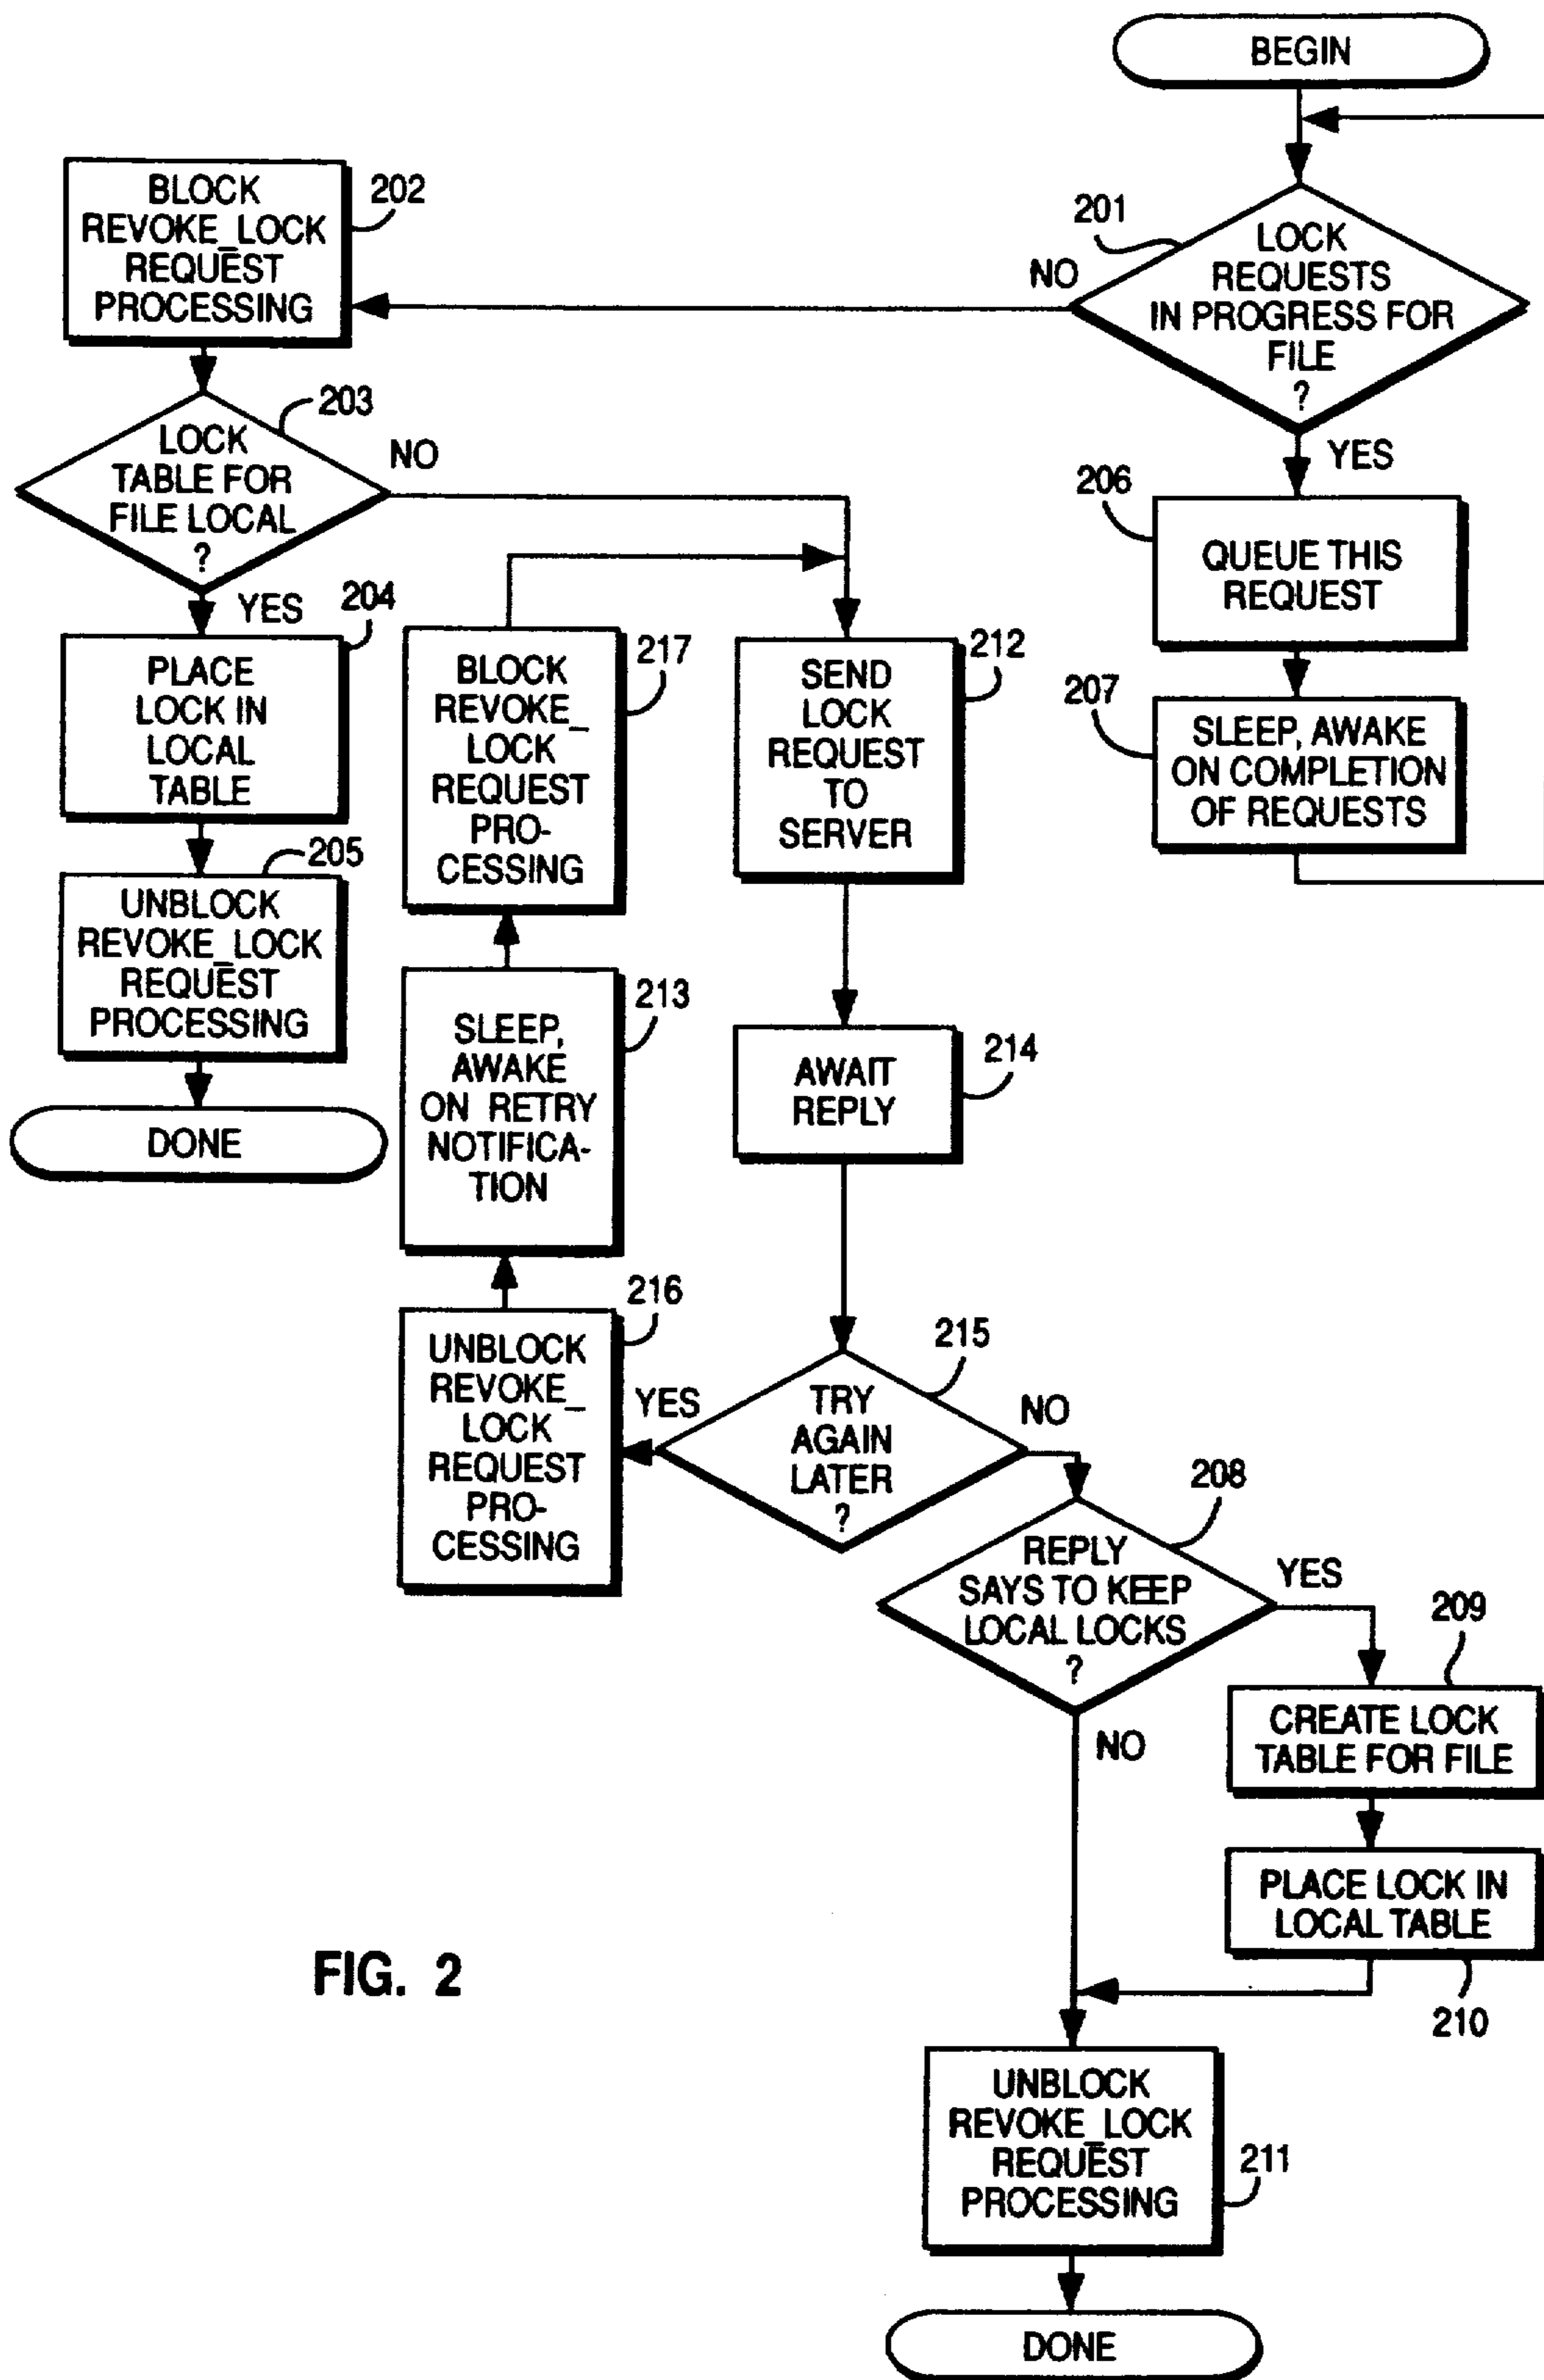 BEGIN
201
LOCK
REQUESTS
IN PROGRESS FOR
FILE
?
NO
YES
206
QUEUE THIS
REQUEST
207
SLEEP, AWAKE
ON COMPLETION
OF REQUESTS
202
BLOCK
REVOKE_LOCK
REQUEST
PROCESSING
203
LOCK
TABLE FOR
FILE LOCAL
?
NO
YES
204
PLACE
LOCK IN
LOCAL
TABLE
205
UNBLOCK
REVOKE_LOCK
REQUEST
PROCESSING
DONE
217
BLOCK
REVOKE_
LOCK
REQUEST
PRO-
CESSING
213
SLEEP,
AWAKE
ON RETRY
NOTIFICA-
TION
216
UNBLOCK
REVOKE_
LOCK
REQUEST
PRO-
CESSING
212
SEND
LOCK
REQUEST
TO
SERVER
214
AWAIT
REPLY
215
TRY
AGAIN
LATER
?
YES
NO
208
REPLY
SAYS TO KEEP
LOCAL LOCKS
?
YES
NO
209
CREATE LOCK
TABLE FOR FILE
PLACE LOCK IN
LOCAL TABLE
210
UNBLOCK
REVOKE_LOCK
REQUEST
PROCESSING
211
DONE
FIG. 2